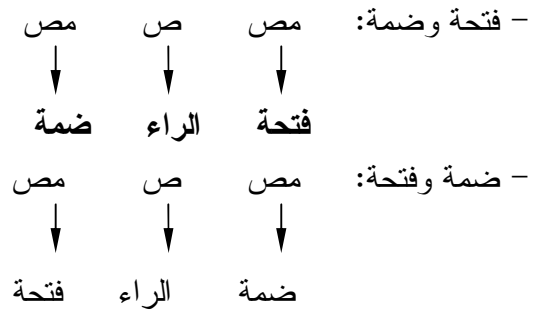 - فتحة وضمة: مص ص مص
فتحة الراء ضمة
- ضمة وفتحة: مص ص مص
ضمة الراء فتحة